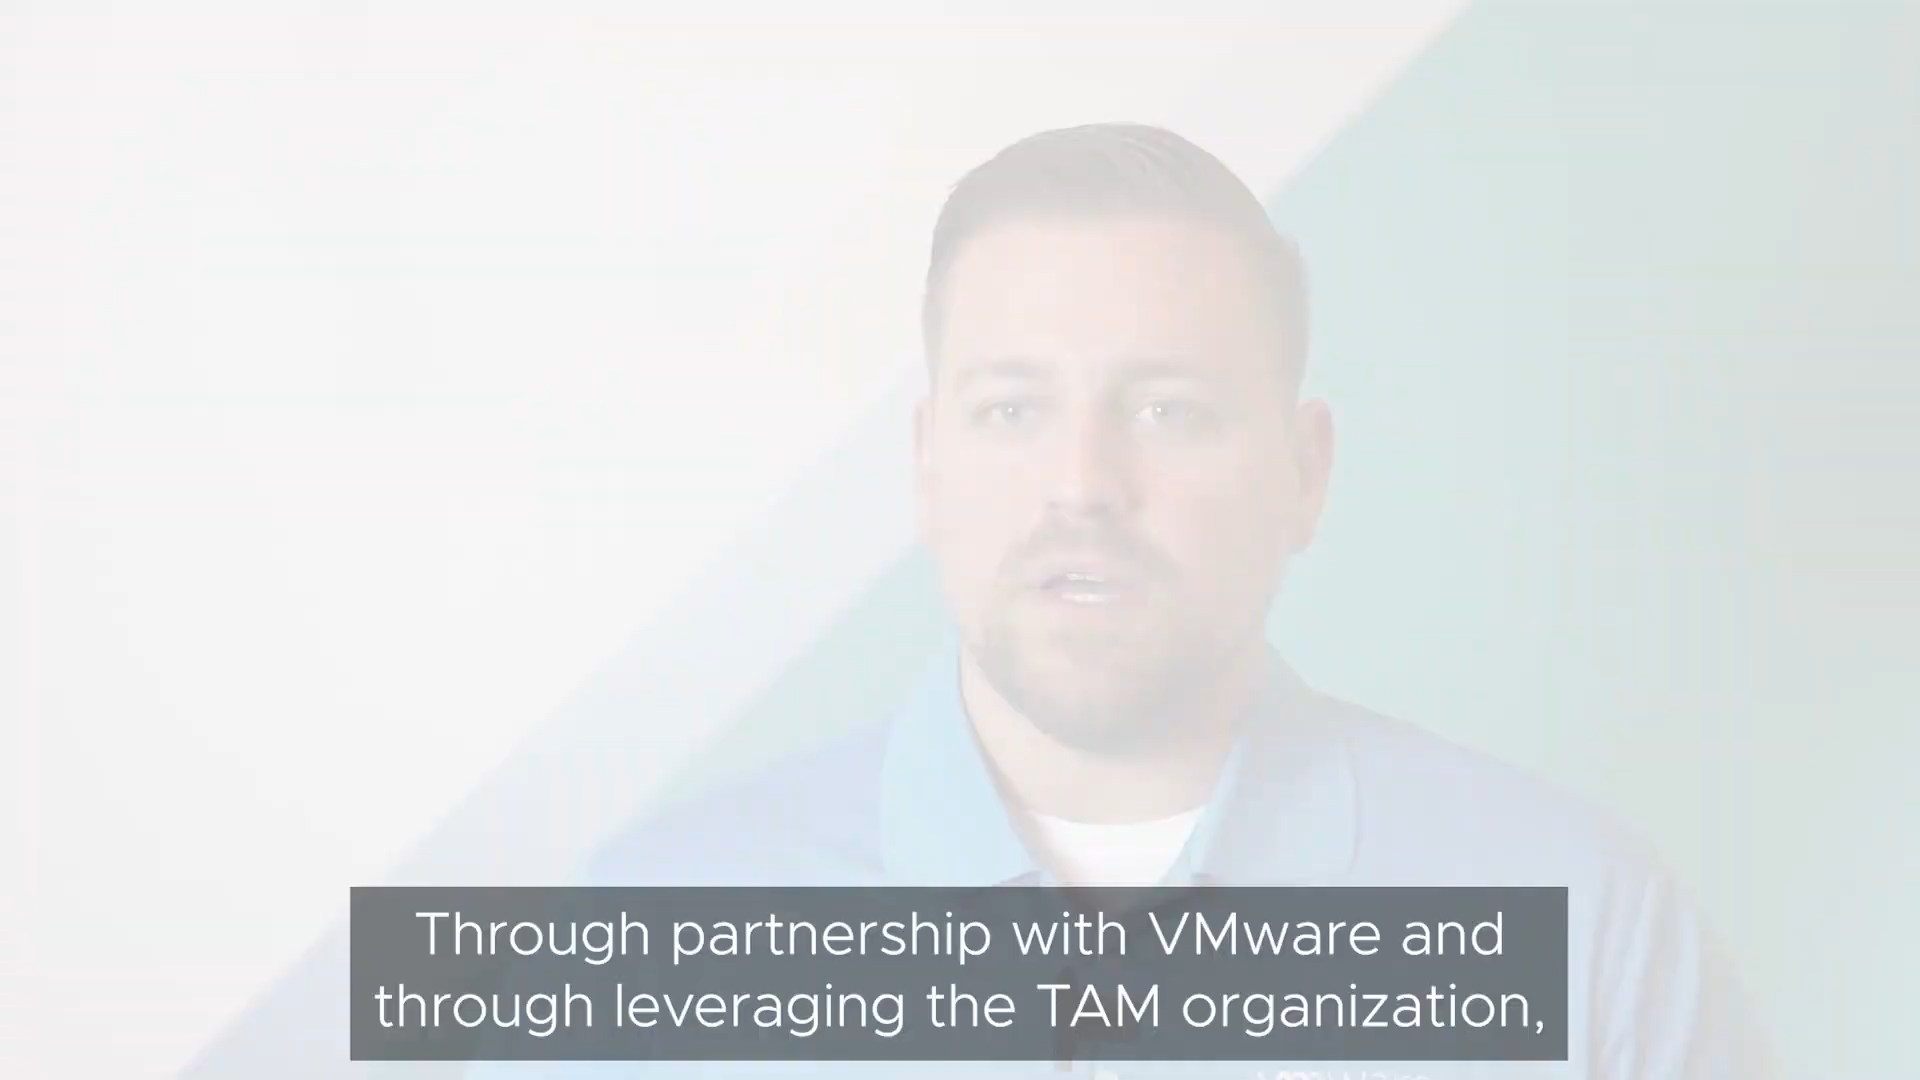 Through partnership with VMware and
through leveraging the TAM organization,